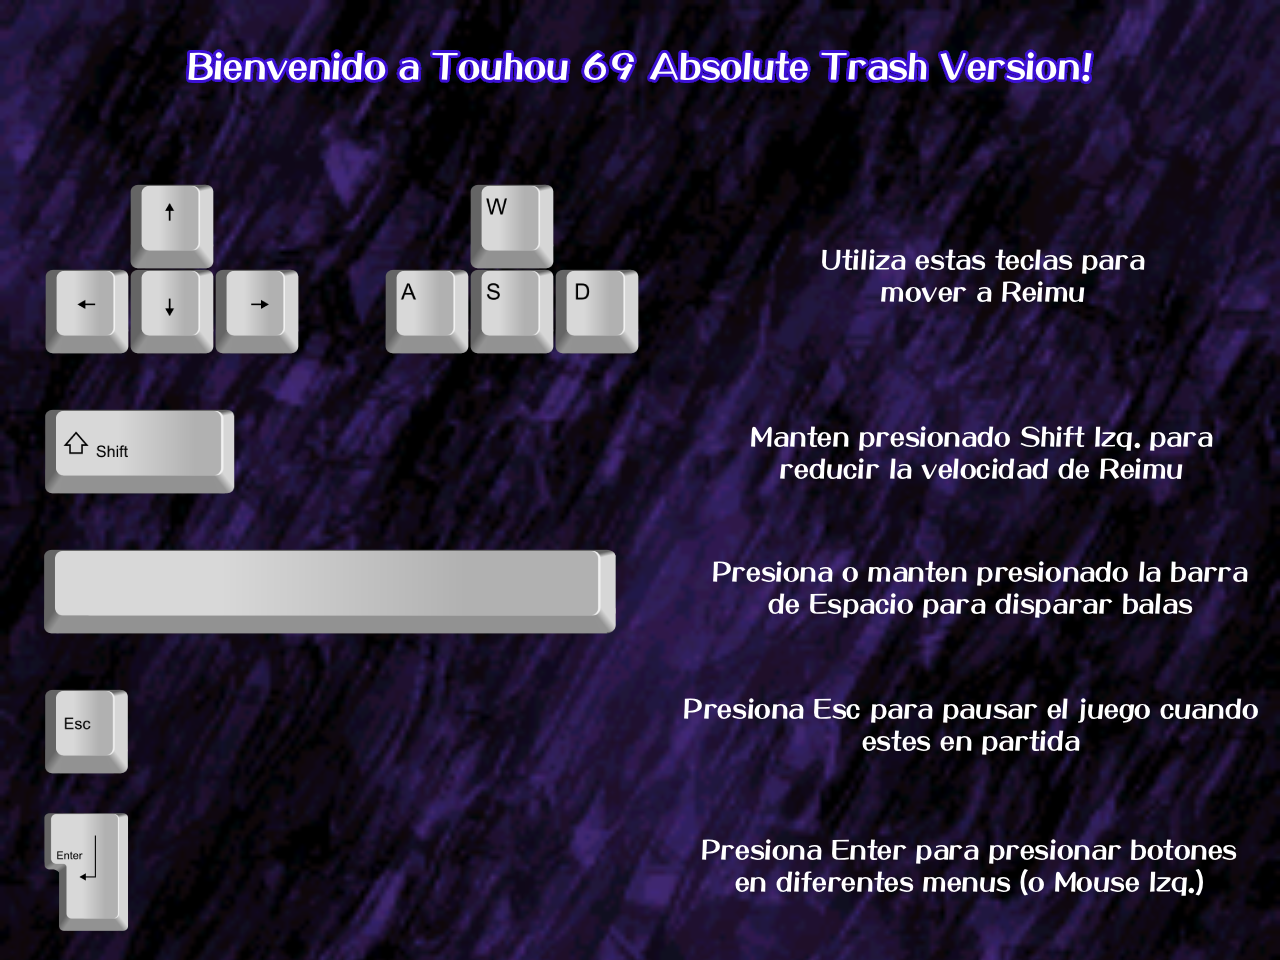 Bienvenido a Touhou 69 Absolute Trash Version!
↑
← ↓ →
W
A S D
Utiliza estas teclas para
mover a Reimu
Shift
Manten presionado Shift Izq. para
reducir la velocidad de Reimu
Presiona o manten presionado la barra
de Espacio para disparar balas
Esc
Presiona Esc para pausar el juego cuando
estes en partida
Enter
Presiona Enter para presionar botones
en diferentes menus (o Mouse Izq.)